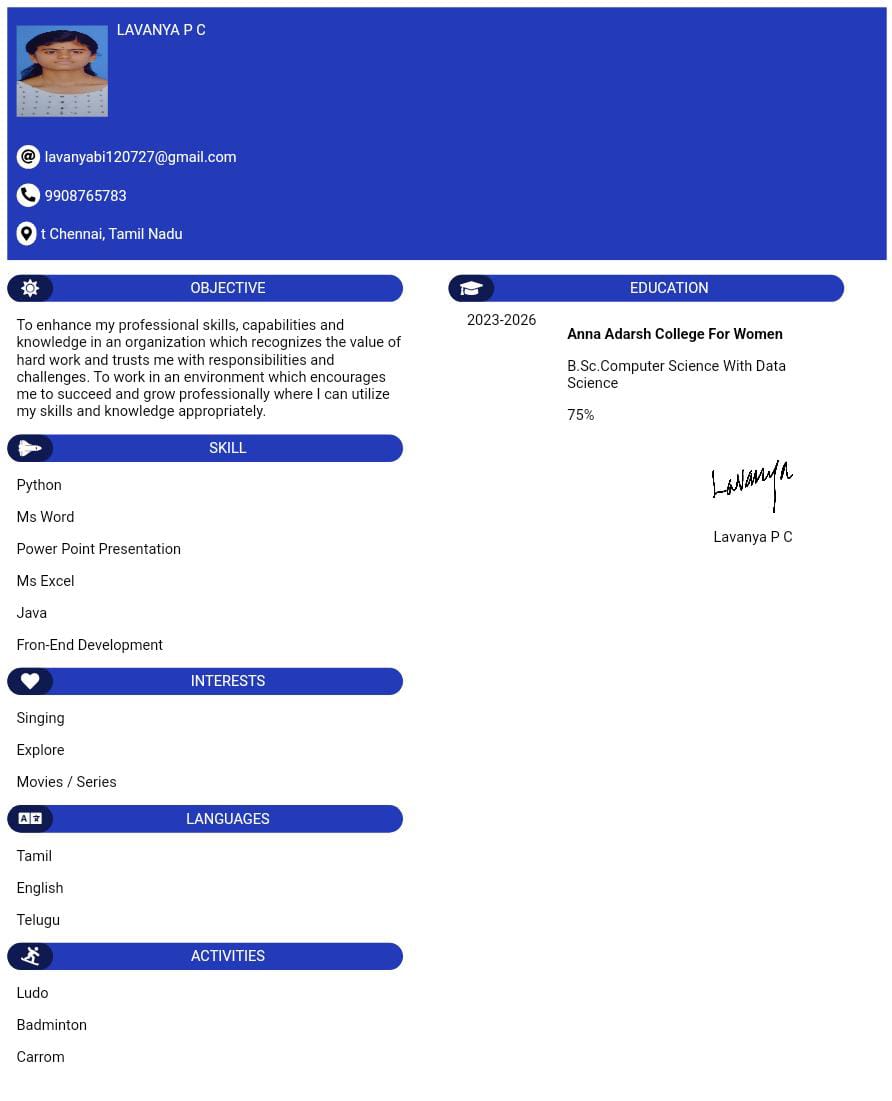 LAVANYA P C
@ lavanyabi120727@gmail.com
9908765783
t Chennai, Tamil Nadu
OBJECTIVE
To enhance my professional skills, capabilities and
knowledge in an organization which recognizes the value of
hard work and trusts me with responsibilities and
challenges. To work in an environment which encourages
me to succeed and grow professionally where I can utilize
my skills and knowledge appropriately.
SKILL
Python
Ms Word
Power Point Presentation
Ms Excel
Java
Fron-End Development
INTERESTS
Singing
Explore
Movies / Series
LANGUAGES
Tamil
English
Telugu
ACTIVITIES
Ludo
Badminton
Carrom
EDUCATION
2023-2026
Anna Adarsh College For Women
B.Sc.Computer Science With Data
Science
75%
Lavanya
Lavanya P C